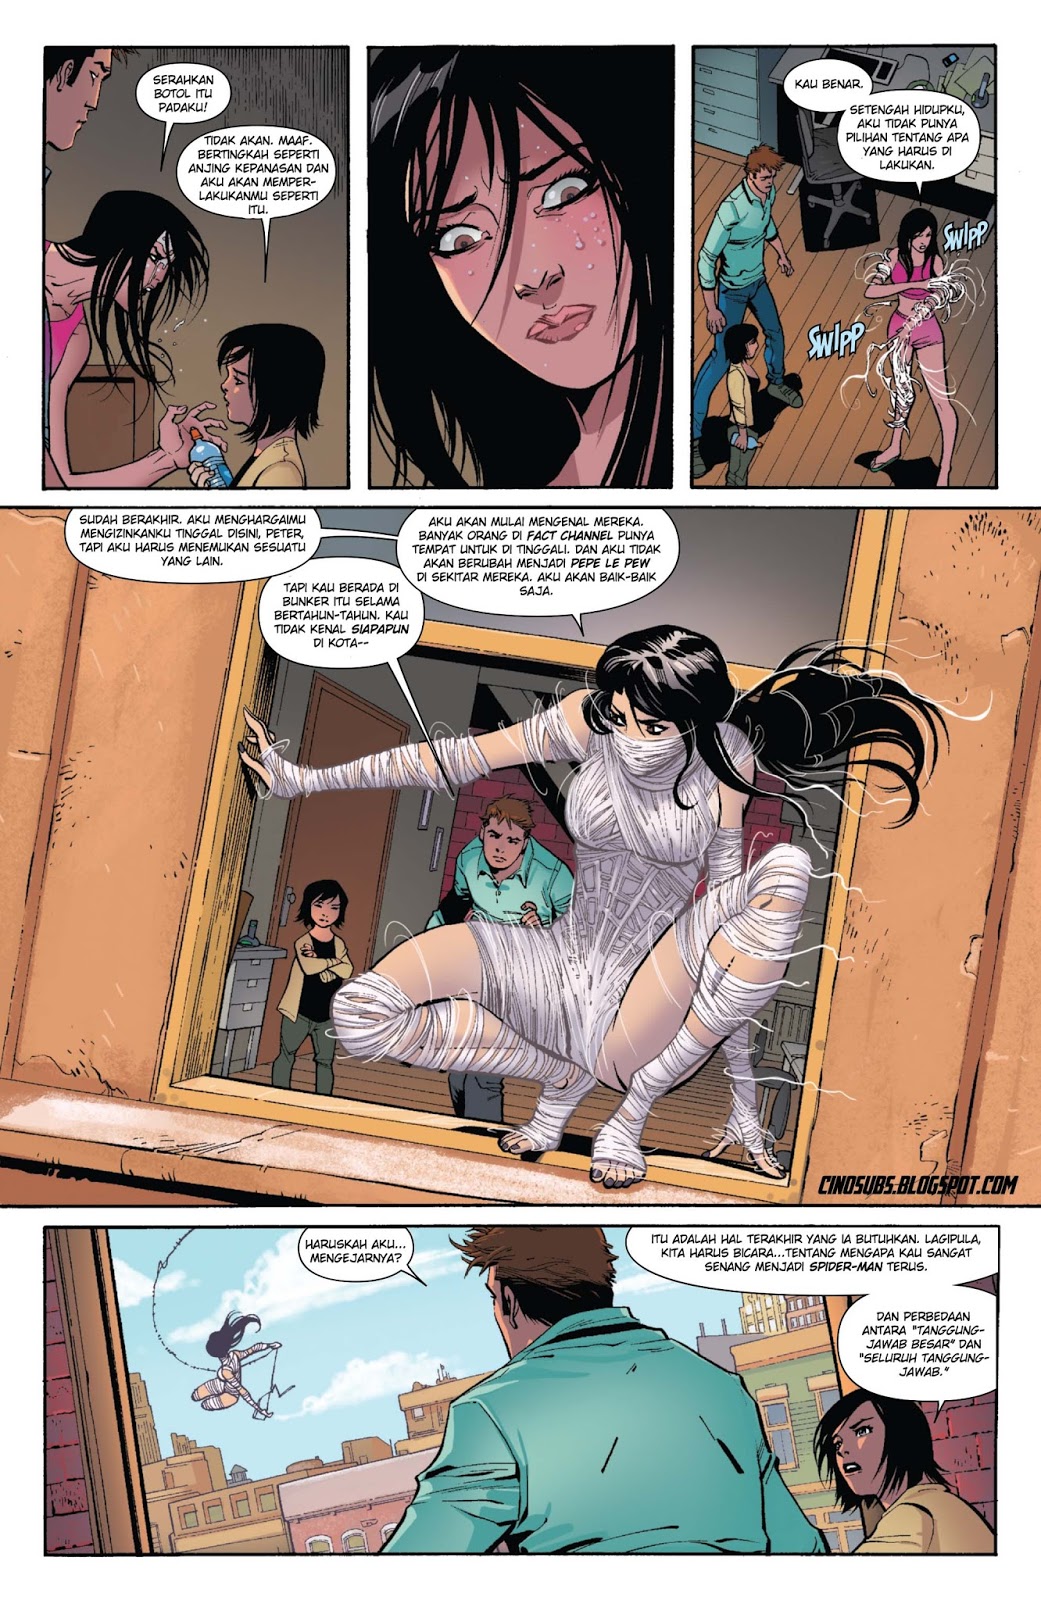 SERAHKAN
BOTOL ITU
PADAKU!
TIDAK AKAN. MAAF.
BERTINGKAH SEPERTI
ANJING KEPANASAN DAN
AKU AKAN MEMPER-
LAKUKANMU SEPERTI
ITU.
KAU BENAR.
SETENGAH HIDUPKU,
AKU TIDAK PUNYA
PILIHAN TENTANG APA
YANG HARUS DI
LAKUKAN.
SWIPP
SWIPP
SUDAH BERAKHIR. AKU MENGHARGAIMU
MENGIZINKANKU TINGGAL DISINI, PETER,
TAPI AKU HARUS MENEMUKAN SESUATU
YANG LAIN.
TAPI KAU BERADA DI
BUNKER ITU SELAMA
BERTAHUN-TAHUN. KAU
TIDAK KENAL SIAPAPUN
DI KOTA--
AKU AKAN MULAI MENGENAL MEREKA.
BANYAK ORANG DI FACT CHANNEL PUNYA
TEMPAT UNTUK DI TINGGALI. DAN AKU TIDAK
AKAN BERUBAH MENJADI PEPE LE PEW
DI SEKITAR MEREKA. AKU AKAN BAIK-BAIK
SAJA.
CINOSUBS.BLOGSPOT.COM
HARUSKAH AKU...
MENGEJARNYA?
ITU ADALAH HAL TERAKHIR YANG IA BUTUHKAN. LAGIPULA,
KITA HARUS BICARA...TENTANG MENGAPA KAU SANGAT
SENANG MENJADI SPIDER-MAN TERUS.
DAN PERBEDAAN
ANTARA "TANGGUNG-
JAWAB BESAR" DAN
"SELURUH TANGGUNG-
JAWAB."